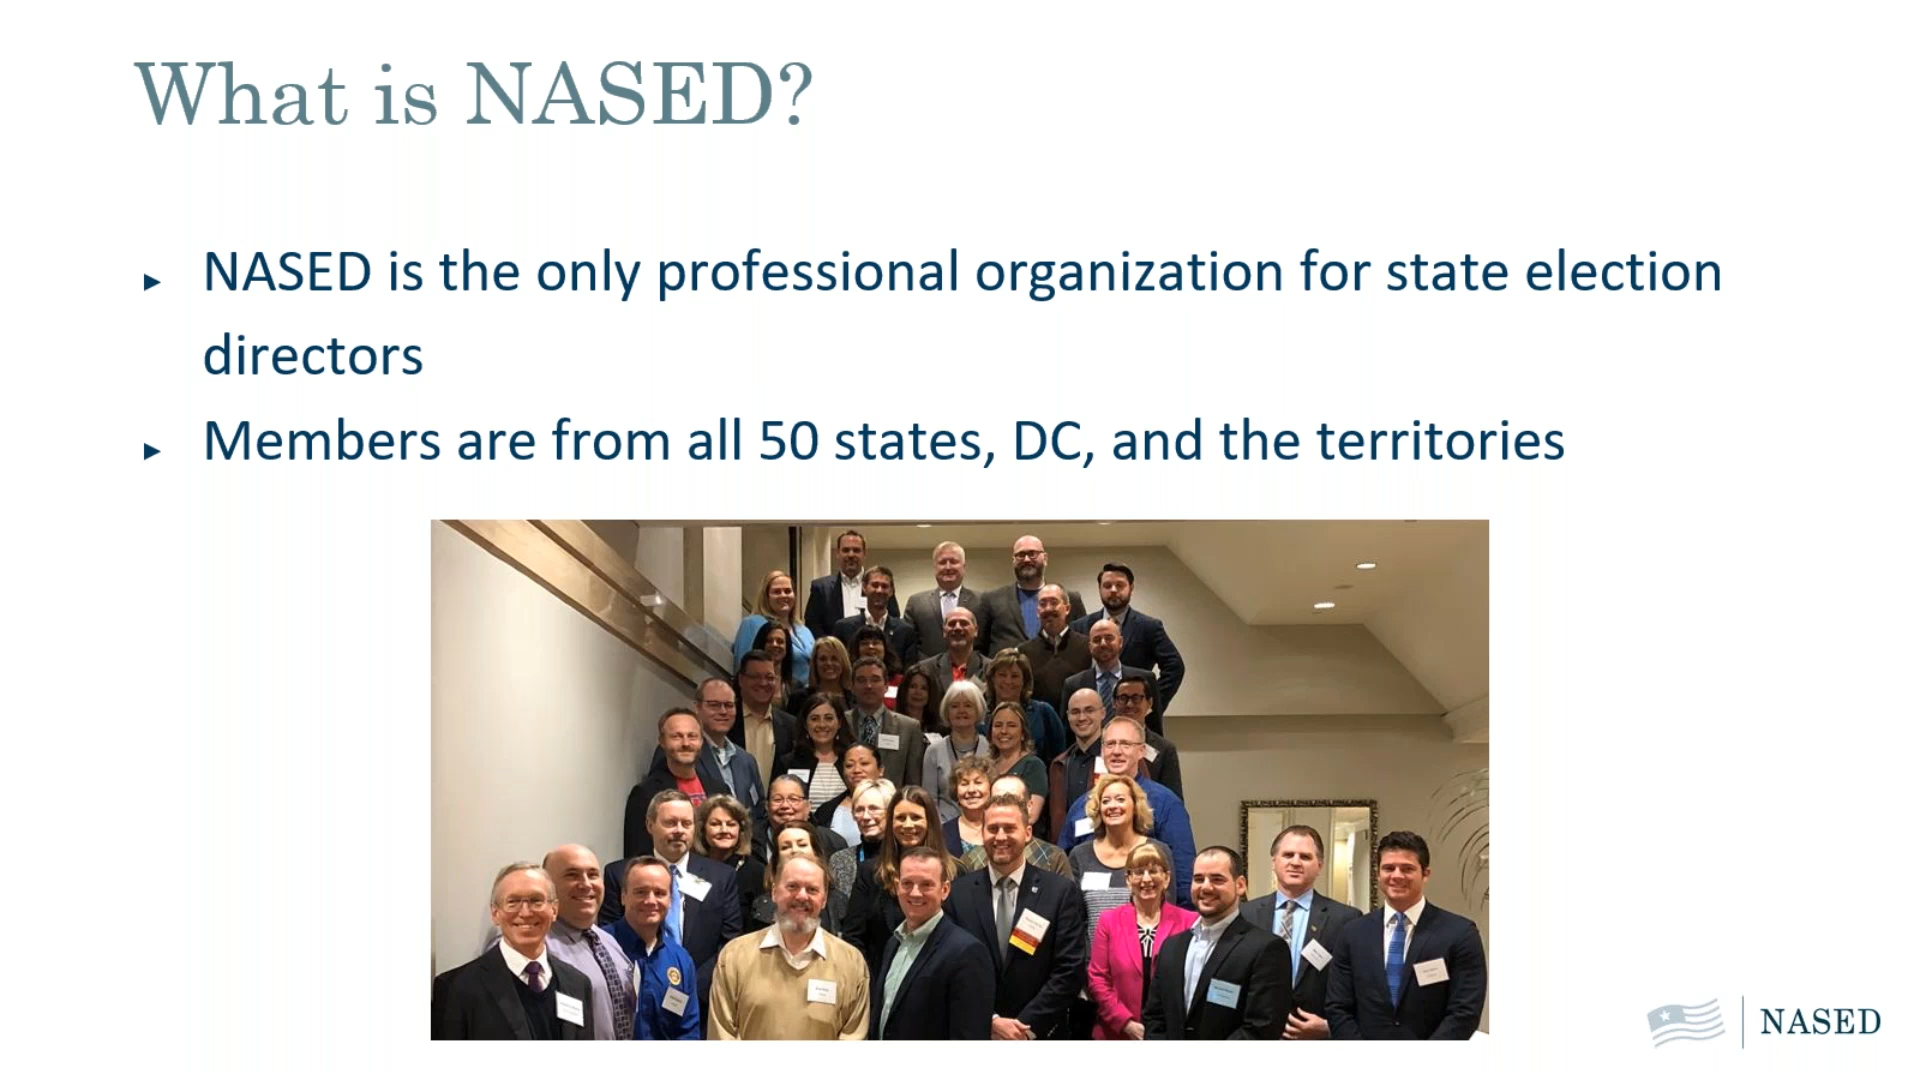 What is NASED?
▸ NASED is the only professional organization for state election
directors
▸ Members are from all 50 states, DC, and the territories
NASED